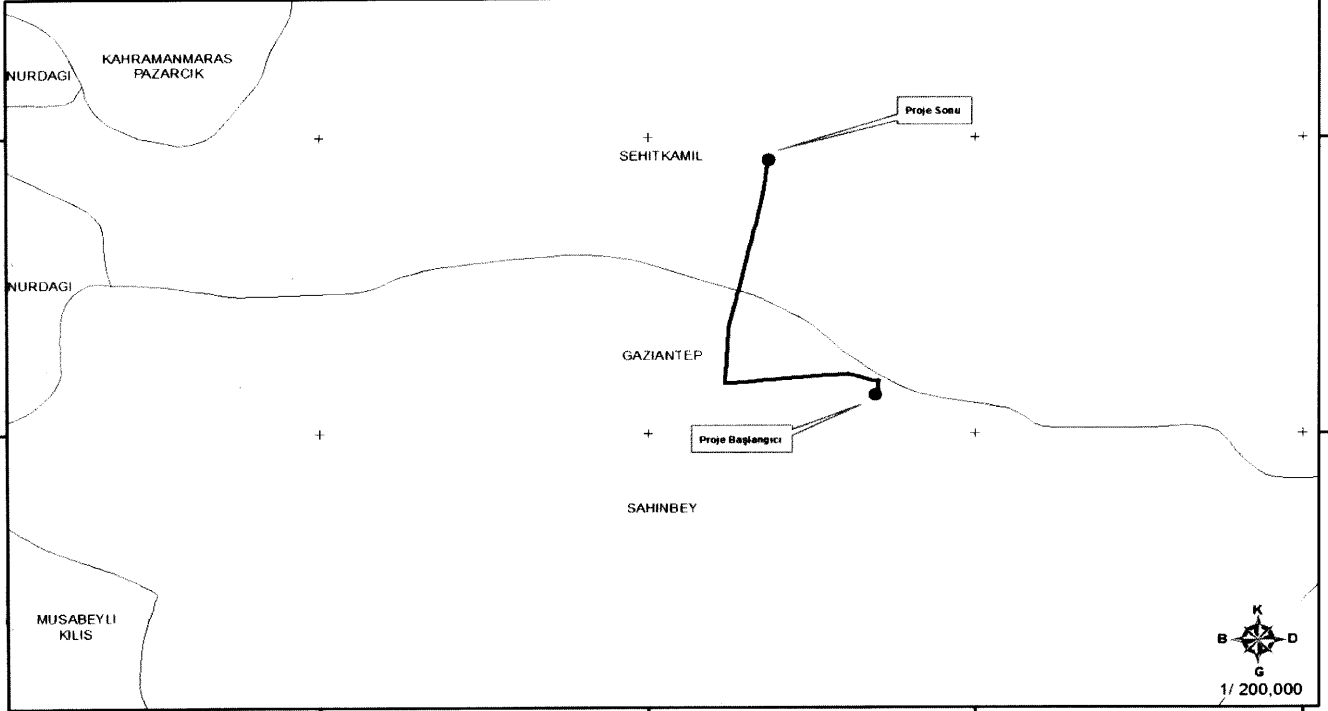 KAHRAMANMARAS
PAZARCIK
NURDAGI
Proje Sonu
SEHITKAMIL
NURDAGI
GAZIANTEP
Proje Başlangıcı
SAHINBEY
MUSABEYLI
KILIS
K
B
D
G
1/ 200,000